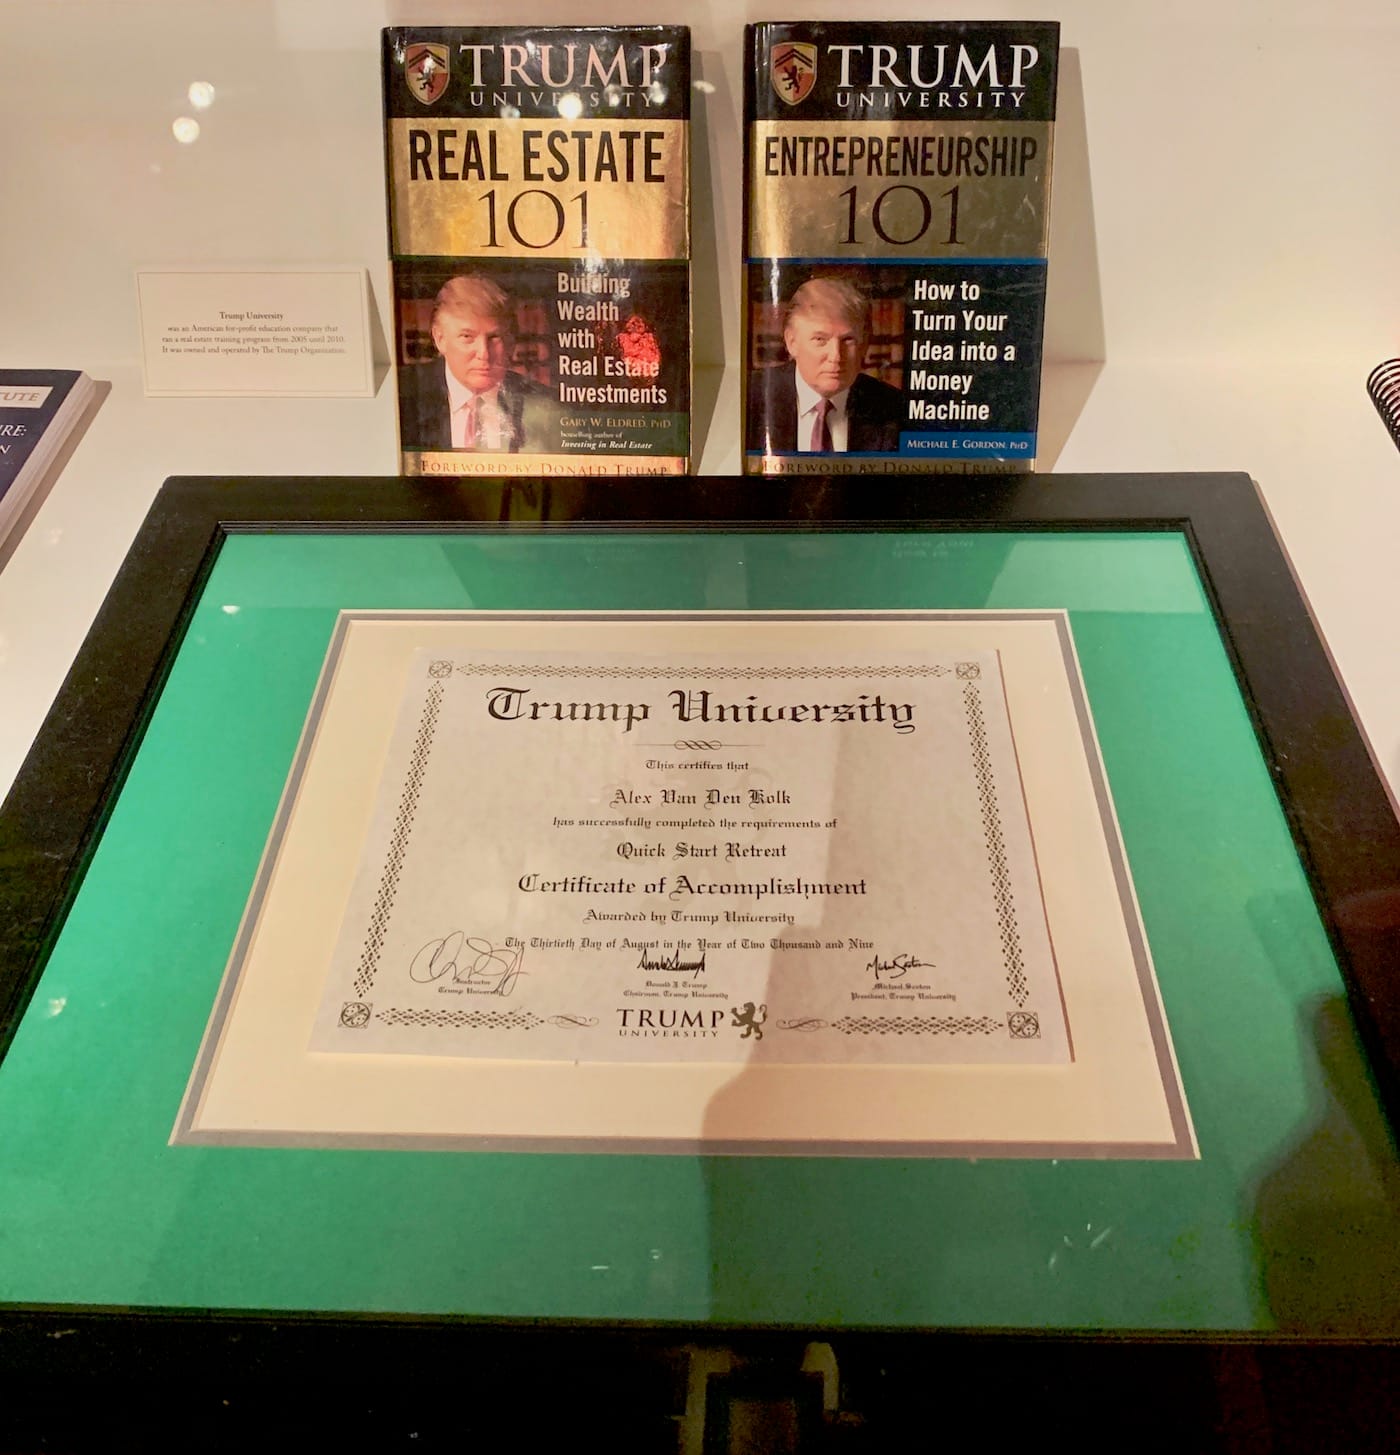 TRUMP
UNIVERSITY
REAL ESTATE
101
Building
Wealth
with
Real Estate
Investments
GARY W. ELDRED, PHD
bestselling author of
Investing in Real Estate
FOREWORD BY DONALD TRUMP
TRUMP
UNIVERSITY
ENTREPRENEURSHIP
101
How to
Turn Your
Idea into a
Money
Machine
MICHAEL E. GORDON, PHD
FOREWORD BY DONALD TRUMP
Trump University
was an American for-profit education company that
ran a real estate training program from 2005 until 2010.
It was owned and operated by The Trump Organization.
TUTE
RE:
N
Trump University
This certifies that
Alex Van Den Kolk
has successfully completed the requirements of
Quick Start Retreat
Certificate of Accomplishment
Awarded by Trump University
The Thirtieth Day of August in the Year of Two Thousand and Nine
Instructor
Trump University
Donald J. Trump
Chairman, Trump University
Michael Sexton
President, Trump University
TRUMP
UNIVERSITY